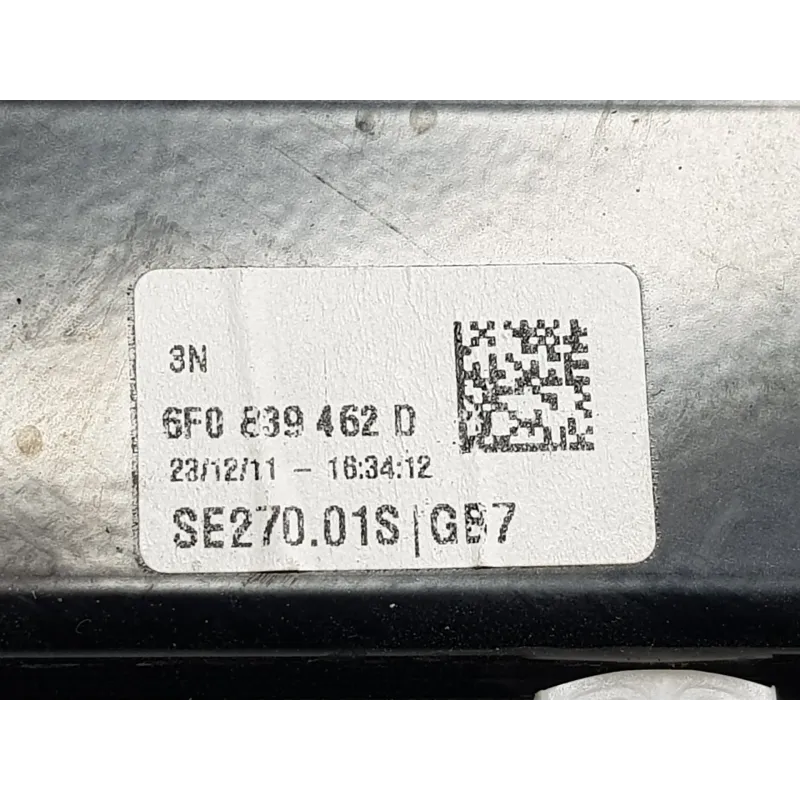 3N
6F0 839 462 D
23/12/11 - 16:34:12
SE270.01S|GB7